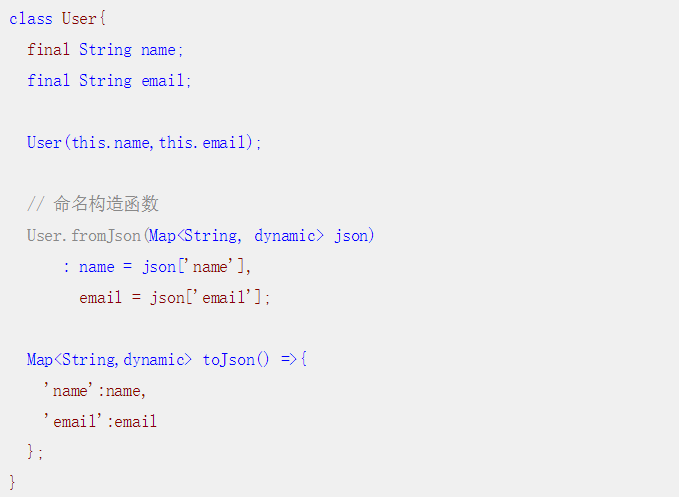 class User{
  final String name;
  final String email;

  User(this.name,this.email);

  // 命名构造函数
  User.fromJson(Map<String, dynamic> json)
      : name = json['name'],
        email = json['email'];

  Map<String,dynamic> toJson() =>{
    'name':name,
    'email':email
  };
}